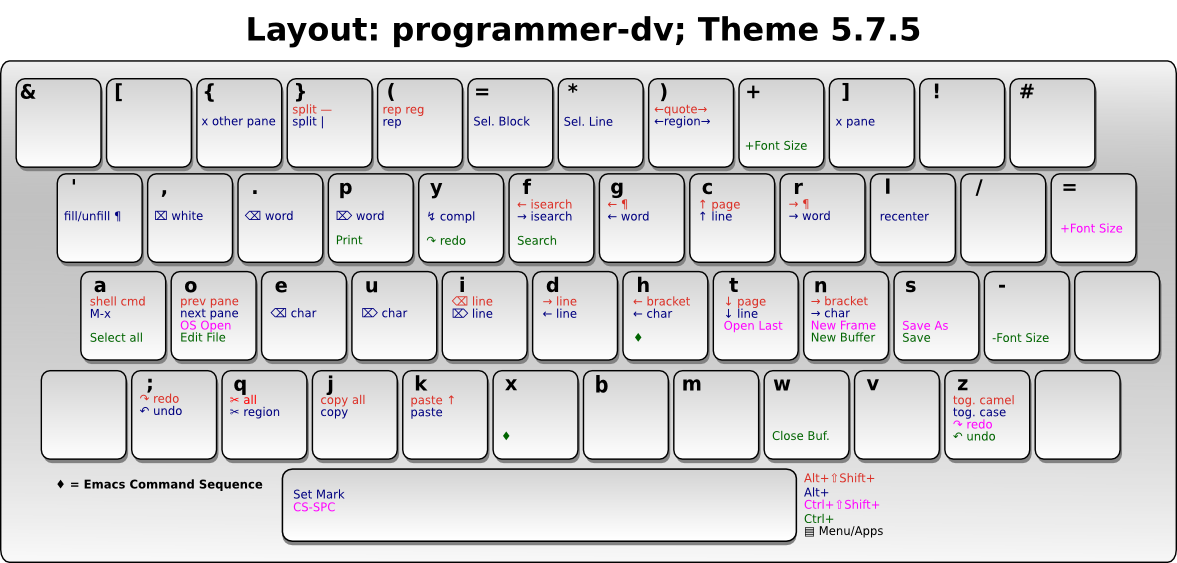 Layout: programmer-dv; Theme 5.7.5
&
[
{
x other pane
}
split —
split |
(
rep reg
rep
=
Sel. Block
*
Sel. Line
)
←quote→
←region→
+
+Font Size
]
x pane
!
#
'
fill/unfill ¶
,
⌧ white
.
⌫ word
p
⌦ word
Print
y
↯ compl
↷ redo
f
← isearch
→ isearch
Search
g
← ¶
← word
c
↑ page
↑ line
r
→ ¶
→ word
l
recenter
/
=
+Font Size
a
shell cmd
M-x
Select all
o
prev pane
next pane
OS Open
Edit File
e
⌫ char
u
⌦ char
i
⌫ line
⌦ line
d
→ line
← line
h
← bracket
← char
♦
t
↓ page
↓ line
Open Last
n
→ bracket
→ char
New Frame
New Buffer
s
Save As
Save
-
-Font Size
;
↷ redo
↶ undo
q
✂ all
✂ region
j
copy all
copy
k
paste ↑
paste
x
♦
b
m
w
Close Buf.
v
z
tog. camel
tog. case
↷ redo
↶ undo
♦ = Emacs Command Sequence
Set Mark
CS-SPC
Alt+⇧Shift+
Alt+
Ctrl+⇧Shift+
Ctrl+
▤ Menu/Apps